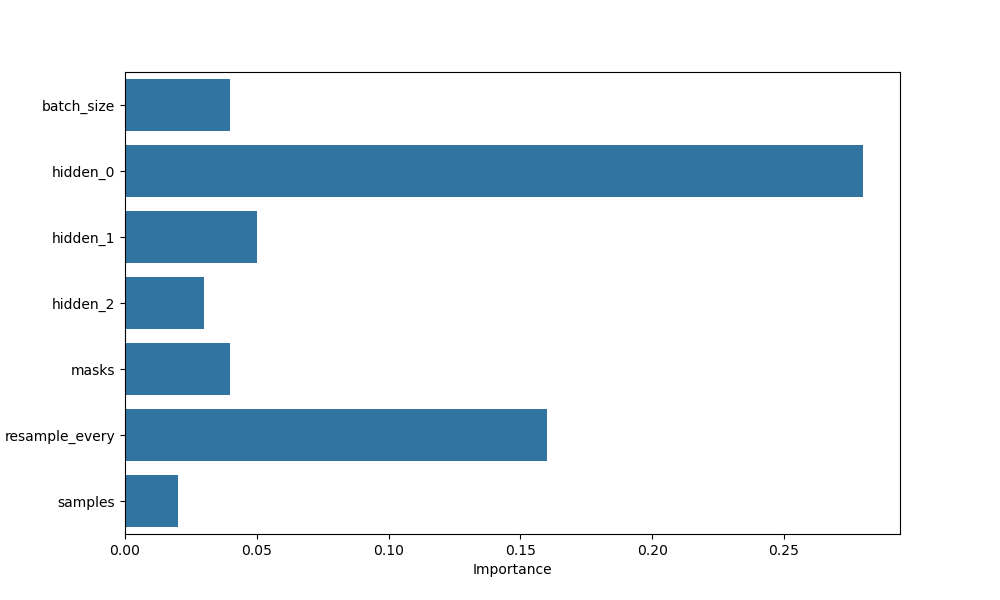 batch_size
hidden_0
hidden_1
hidden_2
masks
resample_every
samples
0.00 0.05 0.10 0.15 0.20 0.25
Importance